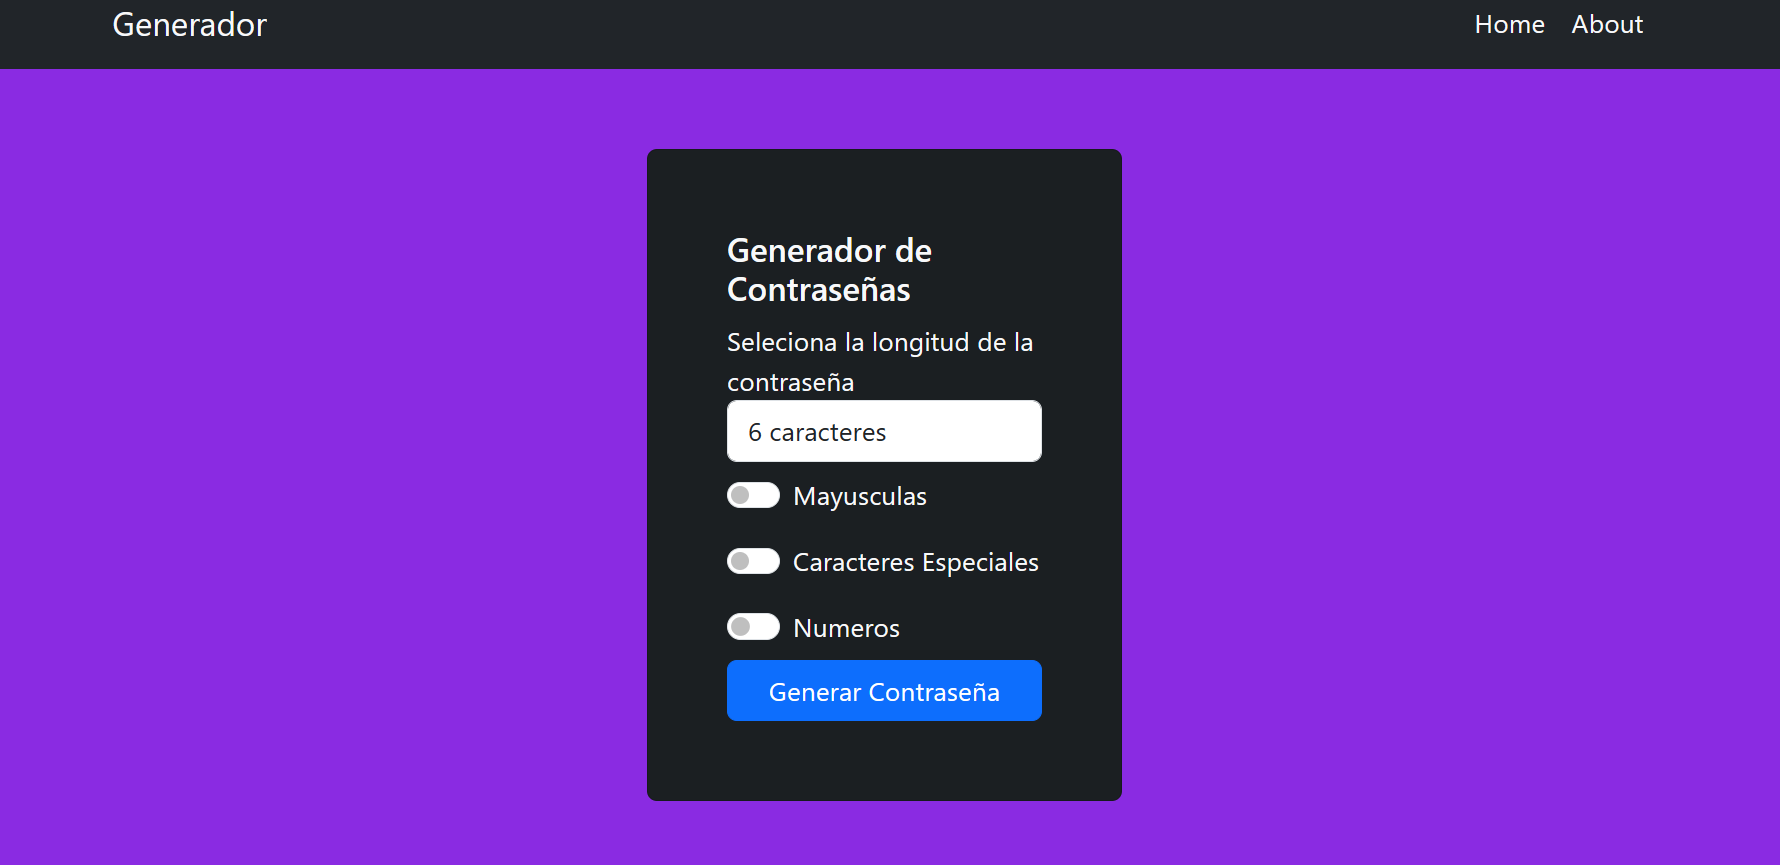 Generador
Home
About
Generador de
Contraseñas
Seleciona la longitud de la
contraseña
6 caracteres
Mayusculas
Caracteres Especiales
Numeros
Generar Contraseña